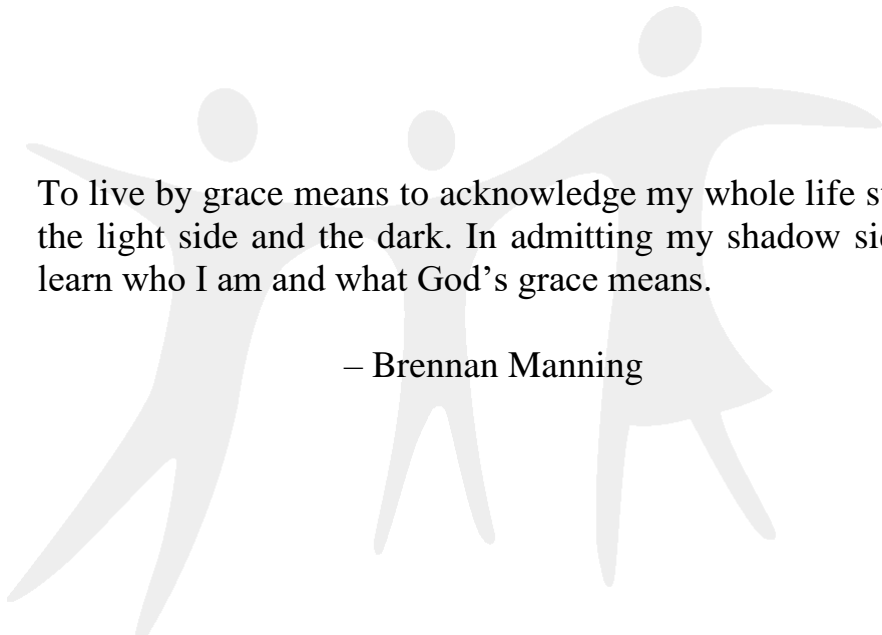 To live by grace means to acknowledge my whole life
the light side and the dark. In admitting my shadow
learn who I am and what God’s grace means.
– Brennan Manning